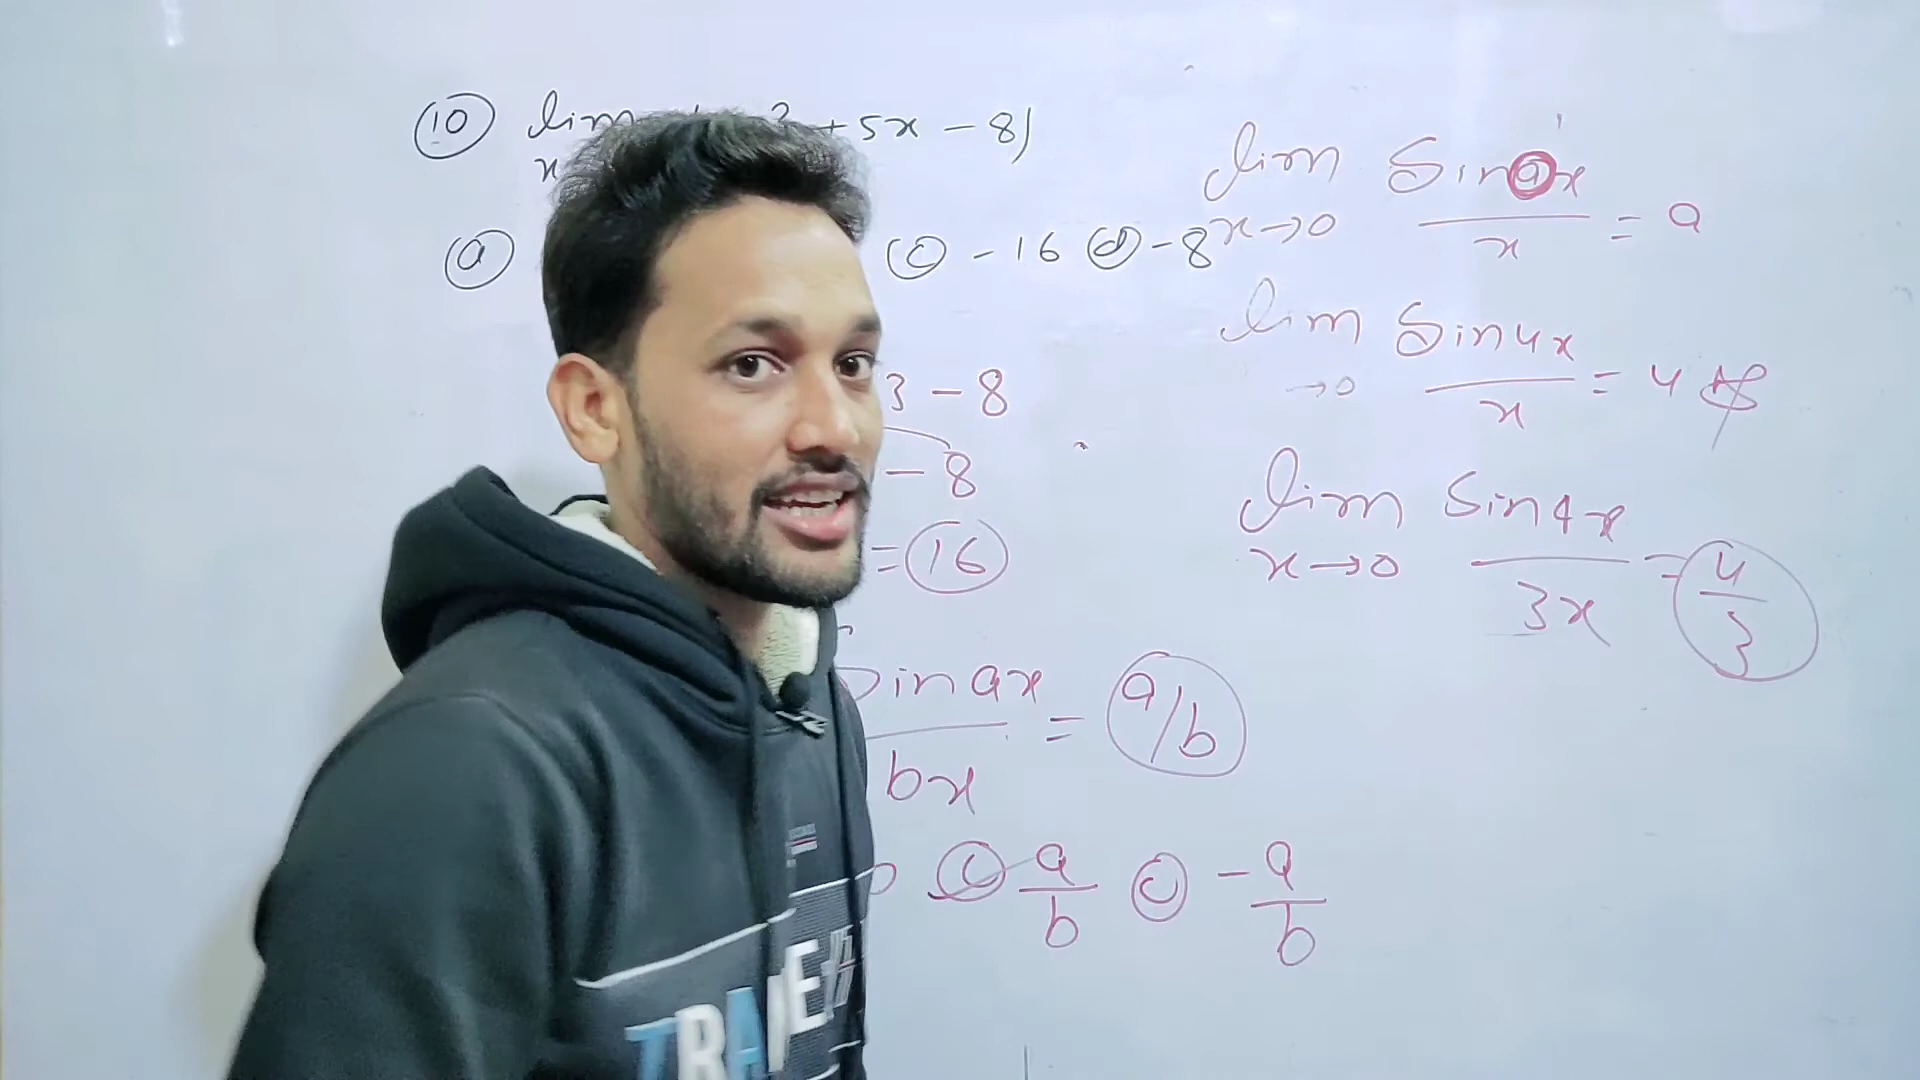 (10) lim + 5x - 8)
x
(a) (c) - 16 (d) - 8
3 - 8
- 8
= 16
Sin ax / bx = a/b
(c) a/b (d) - a/b
lim x→0 Sin ax / x = a
lim →0 Sin 4x / x = 4
lim x→0 Sin 4x / 3x = 4/3